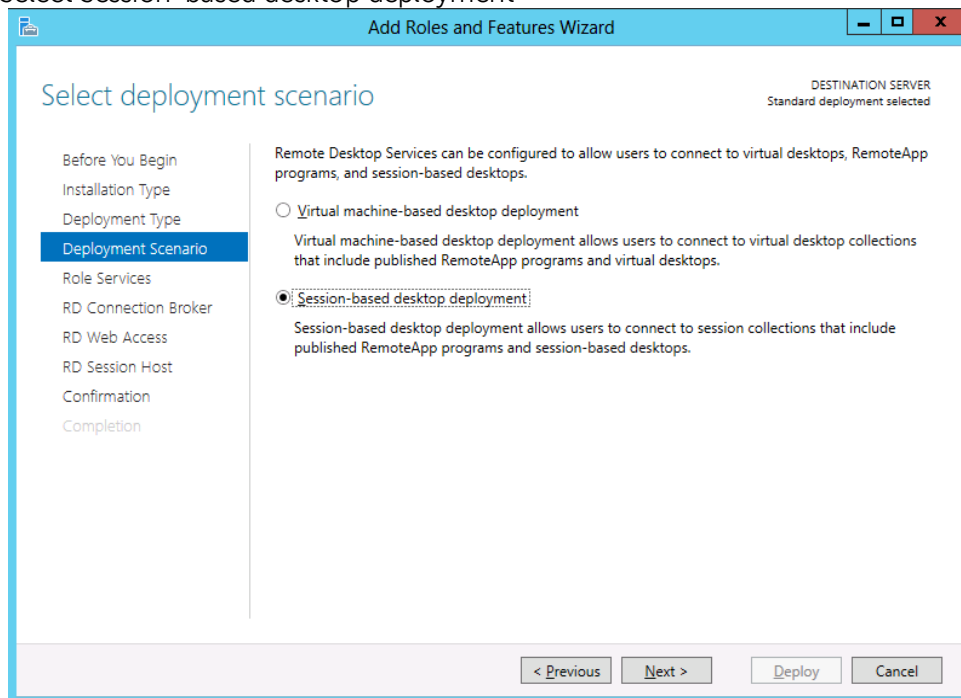 Select session-based desktop deployment
Add Roles and Features Wizard
Select deployment scenario
DESTINATION SERVER
Standard deployment selected
Before You Begin
Installation Type
Deployment Type
Deployment Scenario
Role Services
RD Connection Broker
RD Web Access
RD Session Host
Confirmation
Completion
Remote Desktop Services can be configured to allow users to connect to virtual desktops, RemoteApp
programs, and session-based desktops.
Virtual machine-based desktop deployment
Virtual machine-based desktop deployment allows users to connect to virtual desktop collections
that include published RemoteApp programs and virtual desktops.
Session-based desktop deployment
Session-based desktop deployment allows users to connect to session collections that include
published RemoteApp programs and session-based desktops.
< Previous
Next >
Deploy
Cancel